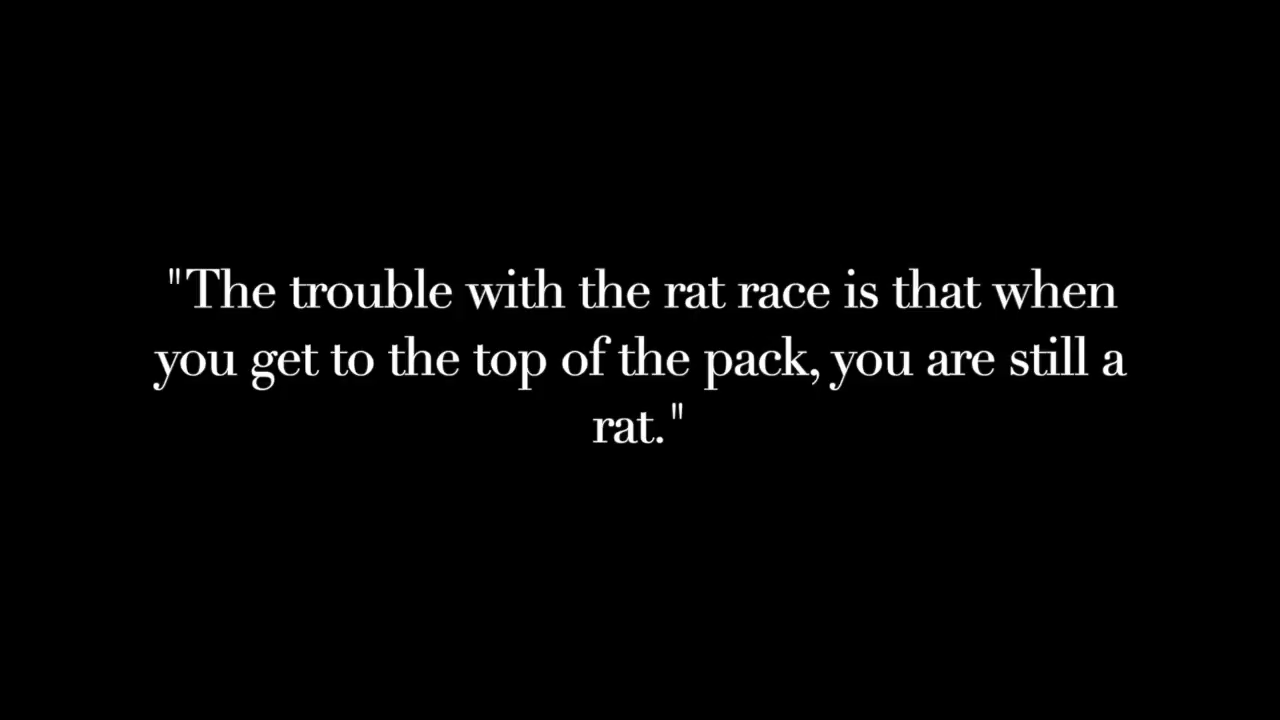 "The trouble with the rat race is that when
you get to the top of the pack, you are still a
rat."